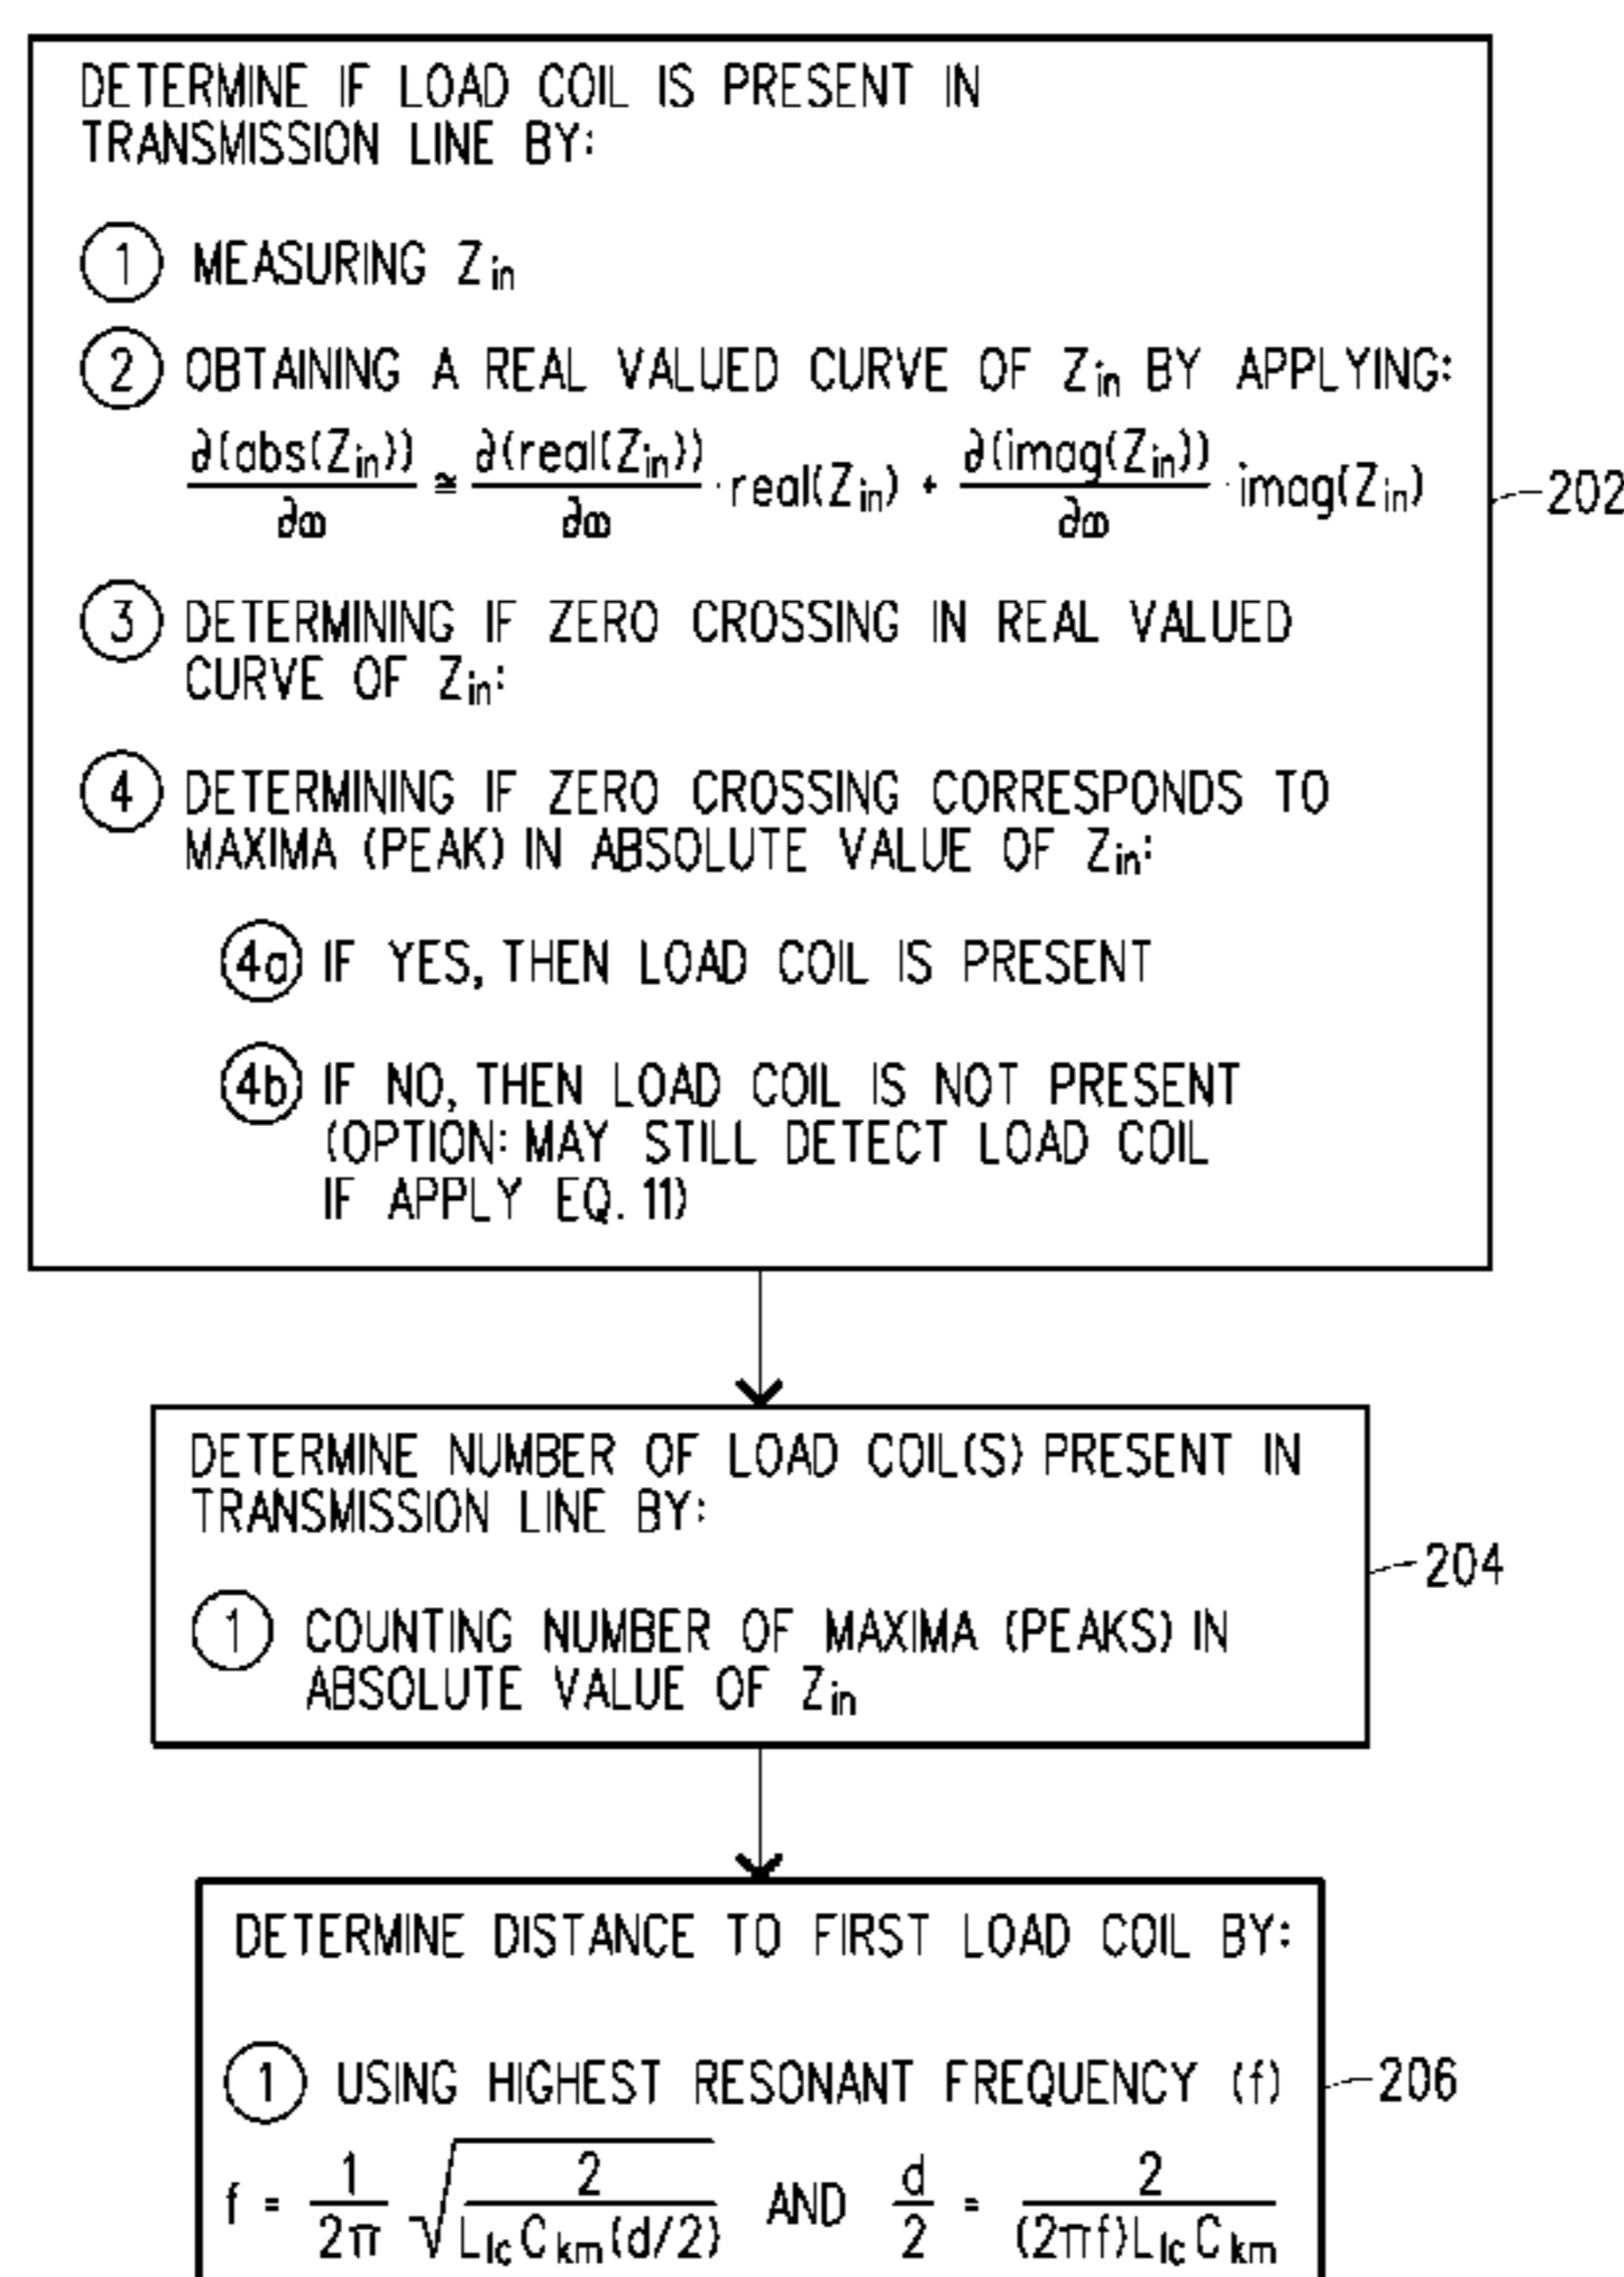 DETERMINE IF LOAD COIL IS PRESENT IN
TRANSMISSION LINE BY:
1 MEASURING Zin
2 OBTAINING A REAL VALUED CURVE OF Zin BY APPLYING:
∂(abs(Zin))/∂ω ≅ ∂(real(Zin))/∂ω · real(Zin) + ∂(imag(Zin))/∂ω · imag(Zin)
202
3 DETERMINING IF ZERO CROSSING IN REAL VALUED
CURVE OF Zin:
4 DETERMINING IF ZERO CROSSING CORRESPONDS TO
MAXIMA (PEAK) IN ABSOLUTE VALUE OF Zin:
4a IF YES, THEN LOAD COIL IS PRESENT
4b IF NO, THEN LOAD COIL IS NOT PRESENT
(OPTION: MAY STILL DETECT LOAD COIL
IF APPLY EQ. 11)
DETERMINE NUMBER OF LOAD COIL(S) PRESENT IN
TRANSMISSION LINE BY:
204
1 COUNTING NUMBER OF MAXIMA (PEAKS) IN
ABSOLUTE VALUE OF Zin
DETERMINE DISTANCE TO FIRST LOAD COIL BY:
1 USING HIGHEST RESONANT FREQUENCY (f)
206
f = 1/2π √2/LlcCkm(d/2) AND d/2 = 2/(2πf)LlcCkm